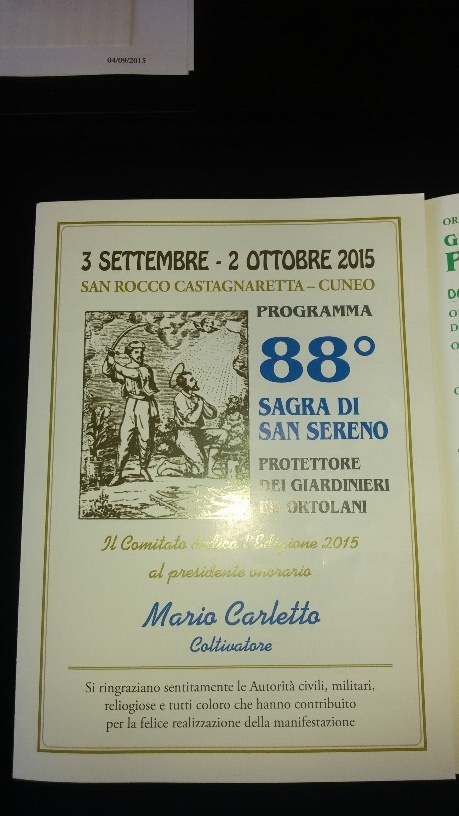 04/09/2015
3 SETTEMBRE - 2 OTTOBRE 2015
SAN ROCCO CASTAGNARETTA – CUNEO
PROGRAMMA
88°
SAGRA DI
SAN SERENO
PROTETTORE
DEI GIARDINIERI
ORTOLANI
Il Comitato dedica l'Edizione 2015
al presidente onorario
Mario Carletto
Coltivatore
Si ringraziano sentitamente le Autorità civili, militari,
reliogiose e tutti coloro che hanno contribuito
per la felice realizzazione della manifestazione